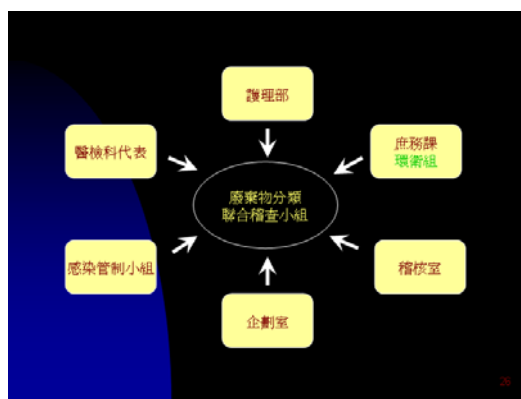 護理部
醫檢科代表
庶務課
環衛組
廢棄物分類
聯合稽查小組
感染管制小組
稽核室
企劃室
26